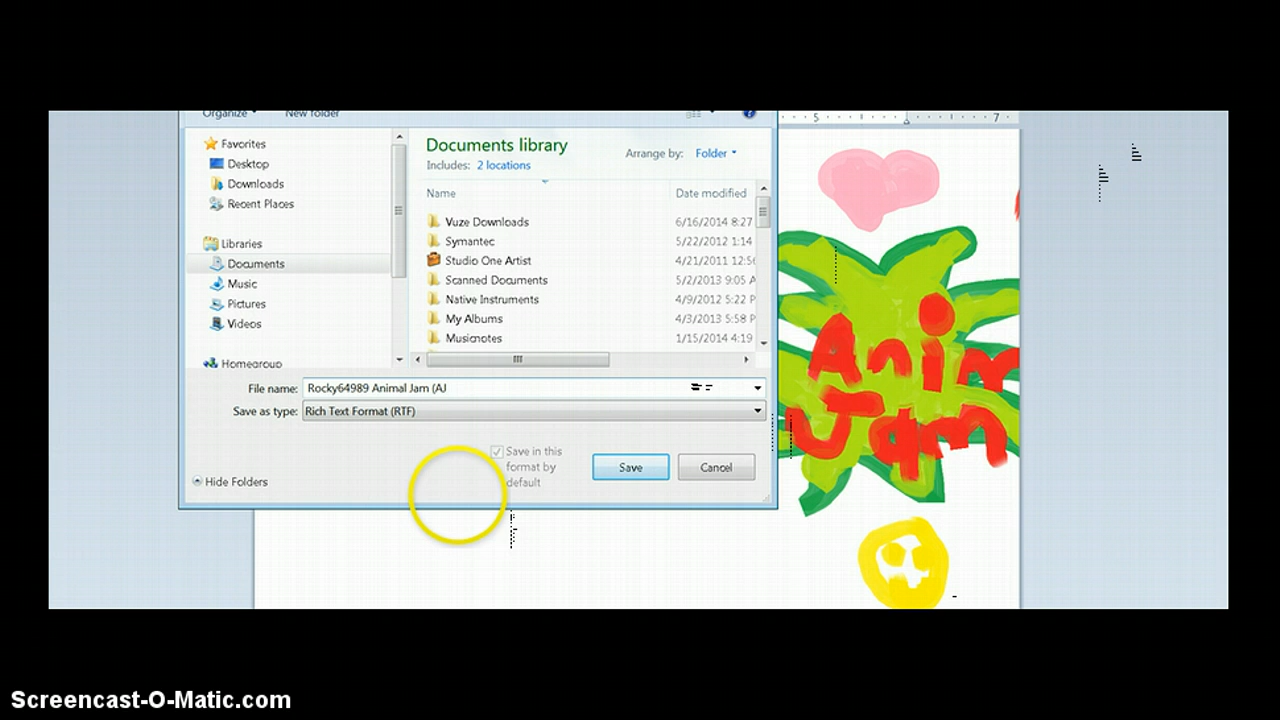 Organize
New folder
5
7
Favorites
Desktop
Downloads
Recent Places
Libraries
Documents
Music
Pictures
Videos
Homegroup
Documents library
Includes: 2 locations
Arrange by: Folder
Name
Date modified
Vuze Downloads 6/16/2014 8:27
Symantec 5/22/2012 1:14
Studio One Artist 4/21/2011 12:56
Scanned Documents 5/2/2013 9:05 A
Native Instruments 4/9/2012 5:22 P
My Albums 4/3/2013 5:58 P
Musicnotes 1/15/2014 4:19
File name: Rocky64989 Animal Jam (AJ
Save as type: Rich Text Format (RTF)
Save in this
format by
default
Save
Cancel
Hide Folders
Anim
Jam
Screencast-O-Matic.com